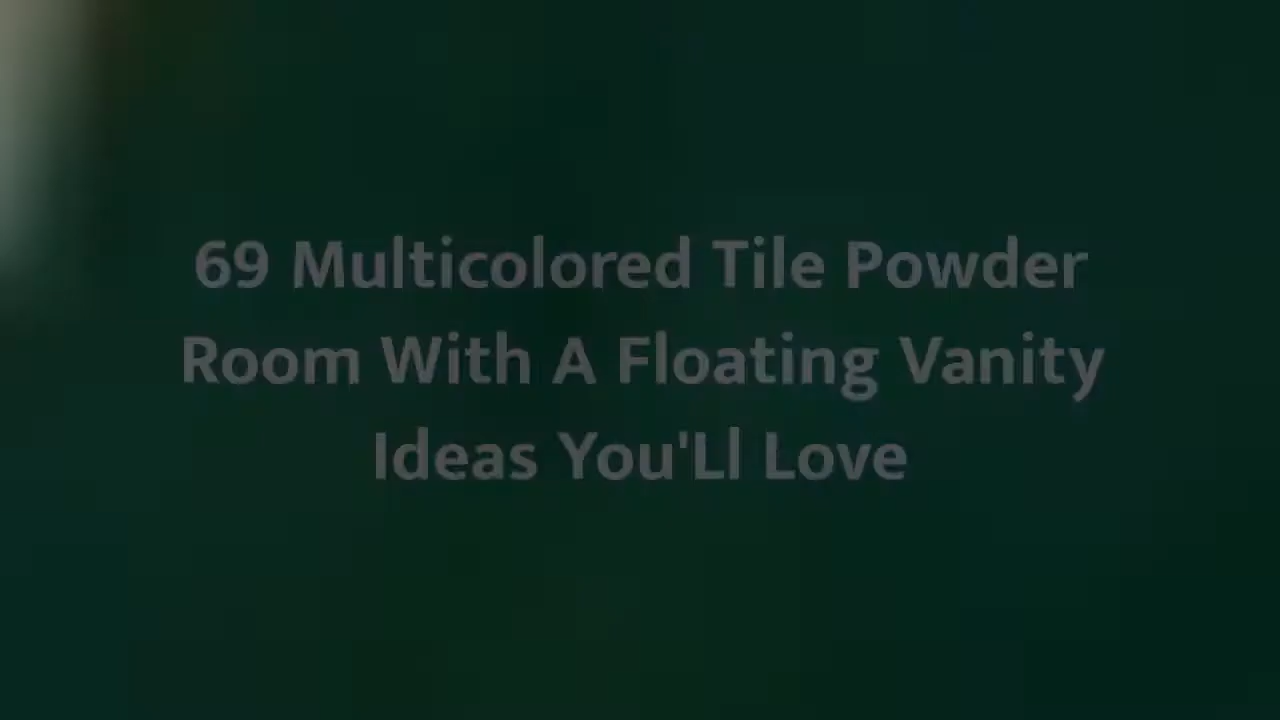 69 Multicolored Tile Powder
Room With A Floating Vanity
Ideas You'Ll Love